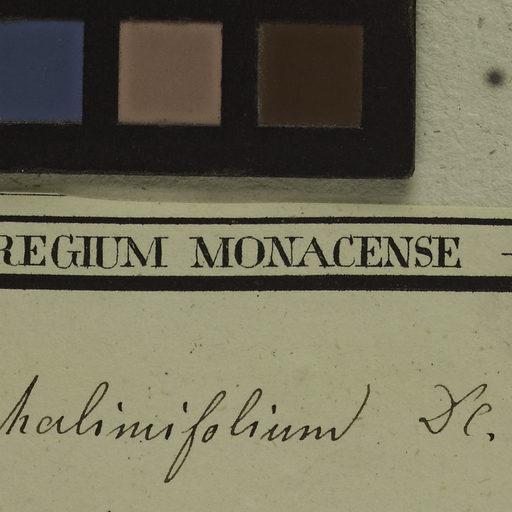 REGIUM MONACENSE -
halimifolium DC.